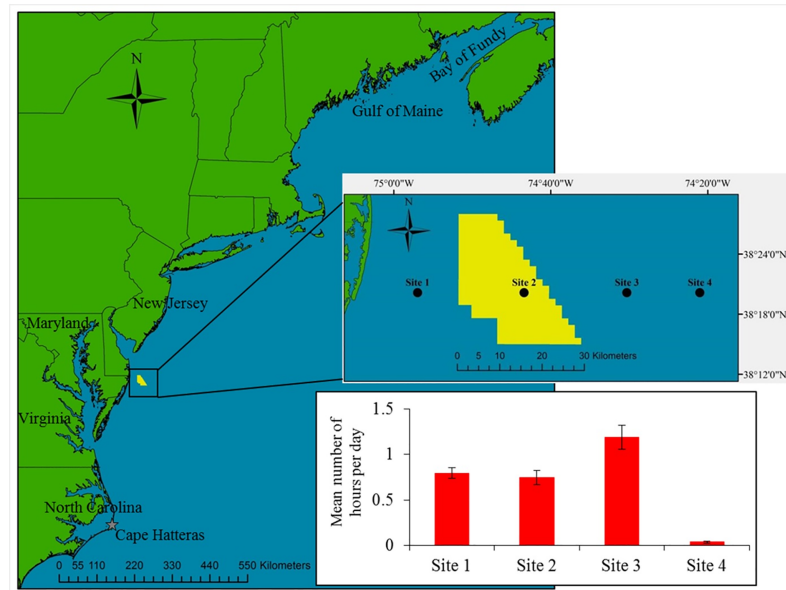 N
Bay of Fundy
Gulf of Maine
New Jersey
Maryland
Virginia
North Carolina
Cape Hatteras
0 55 110 220 330 440 550 Kilometers
75°0'0"W 74°40'0"W 74°20'0"W
N
38°24'0"N
38°18'0"N
38°12'0"N
Site 1 Site 2 Site 3 Site 4
0 5 10 20 30 Kilometers
Mean number of
hours per day
1.5
1
0.5
0
Site 1 Site 2 Site 3 Site 4